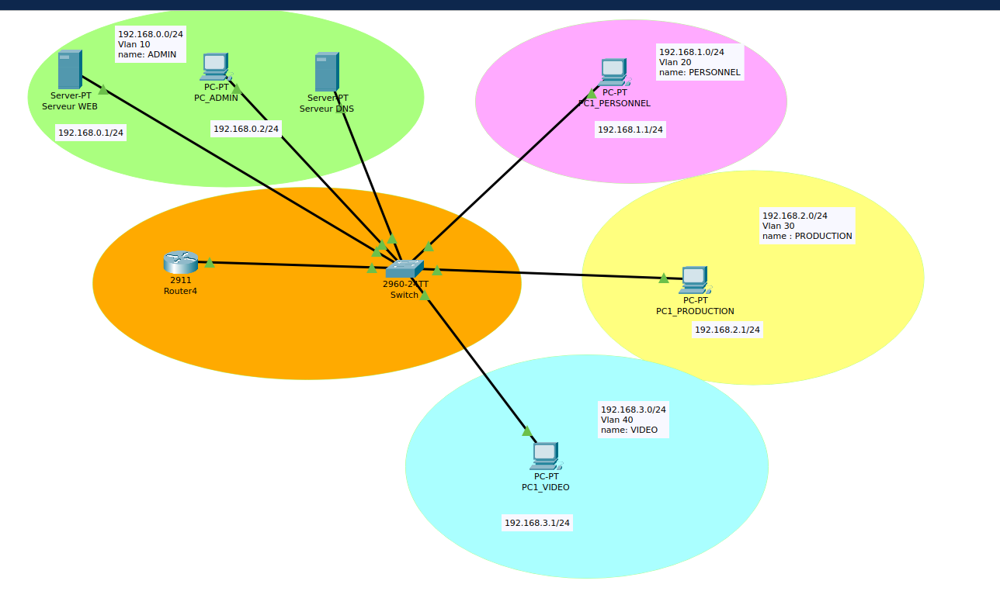 192.168.0.0/24
Vlan 10
name: ADMIN
Server-PT
Serveur WEB
192.168.0.1/24
PC-PT
PC_ADMIN
192.168.0.2/24
Server-PT
Serveur DNS
192.168.1.0/24
Vlan 20
name: PERSONNEL
PC-PT
PC1_PERSONNEL
192.168.1.1/24
192.168.2.0/24
Vlan 30
name : PRODUCTION
PC-PT
PC1_PRODUCTION
192.168.2.1/24
2911
Router4
2960-24TT
Switch
192.168.3.0/24
Vlan 40
name: VIDEO
PC-PT
PC1_VIDEO
192.168.3.1/24